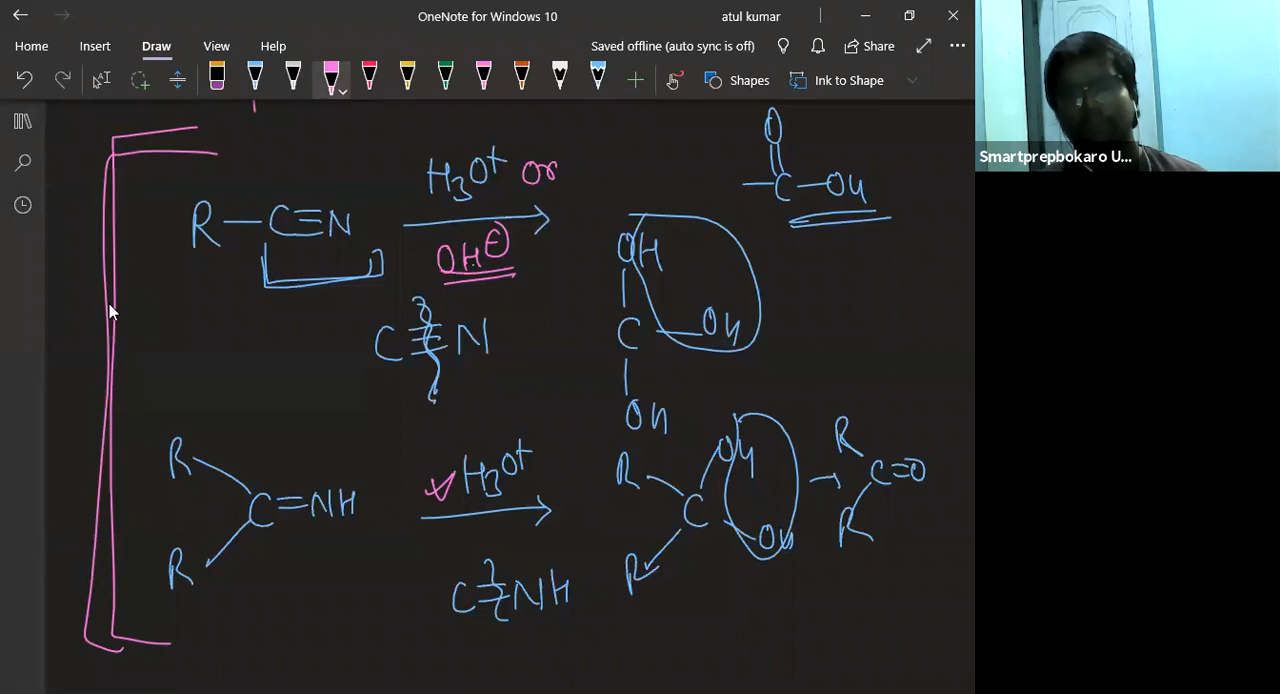 OneNote for Windows 10
atul kumar
Home Insert Draw View Help
Saved offline (auto sync is off)
Share
Shapes
Ink to Shape
Smartprepbokaro U...
O
C—OH
H3O+ or
R—C≡N
OH⊖
OH
C—OH
OH
C≡N
R
C=NH
R
H3O+
R
C
OH
OH
R
R
C=O
R
C=NH